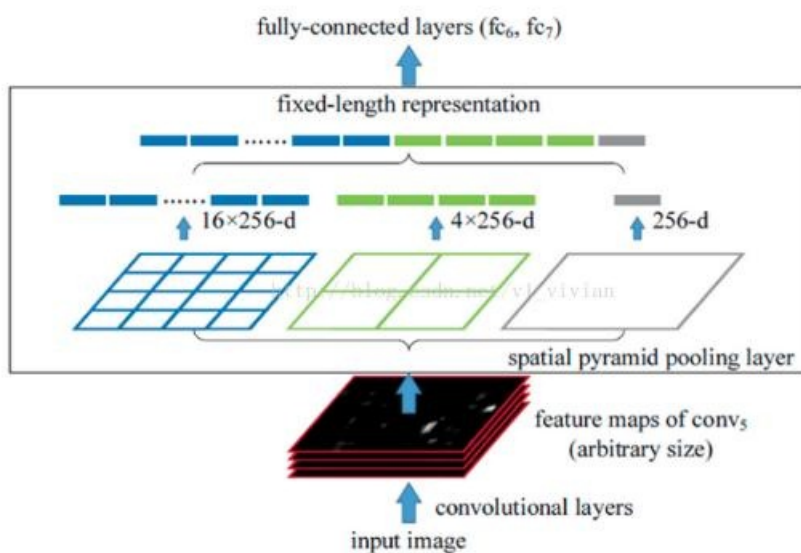 fully-connected layers (fc₆, fc₇)
fixed-length representation
16×256-d
4×256-d
256-d
spatial pyramid pooling layer
feature maps of conv₅
(arbitrary size)
convolutional layers
input image